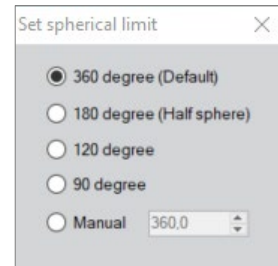 Set spherical limit
360 degree (Default)
180 degree (Half sphere)
120 degree
90 degree
Manual 360,0